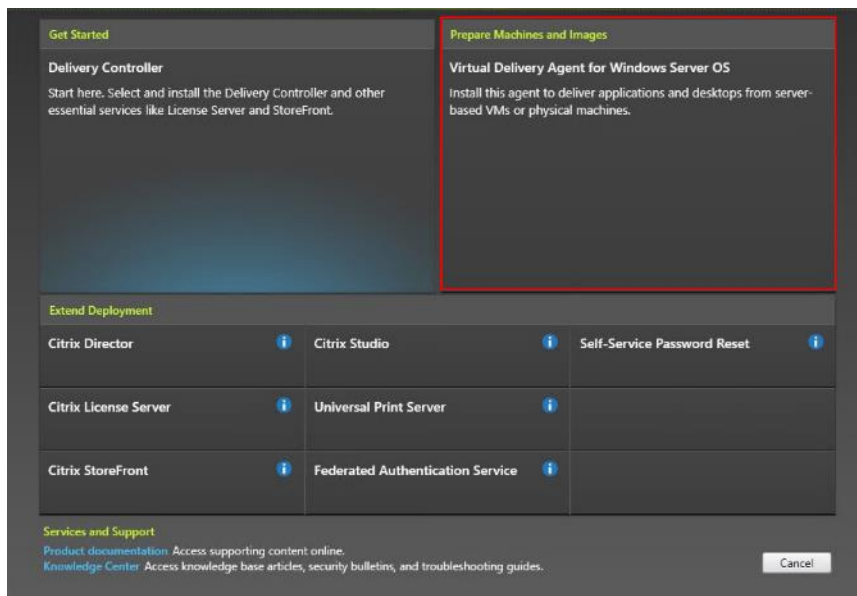 Get Started
Delivery Controller
Start here. Select and install the Delivery Controller and other
essential services like License Server and StoreFront.
Prepare Machines and Images
Virtual Delivery Agent for Windows Server OS
Install this agent to deliver applications and desktops from server-
based VMs or physical machines.
Extend Deployment
Citrix Director
Citrix Studio
Self-Service Password Reset
Citrix License Server
Universal Print Server
Citrix StoreFront
Federated Authentication Service
Services and Support
Product documentation Access supporting content online.
Knowledge Center Access knowledge base articles, security bulletins, and troubleshooting guides.
Cancel